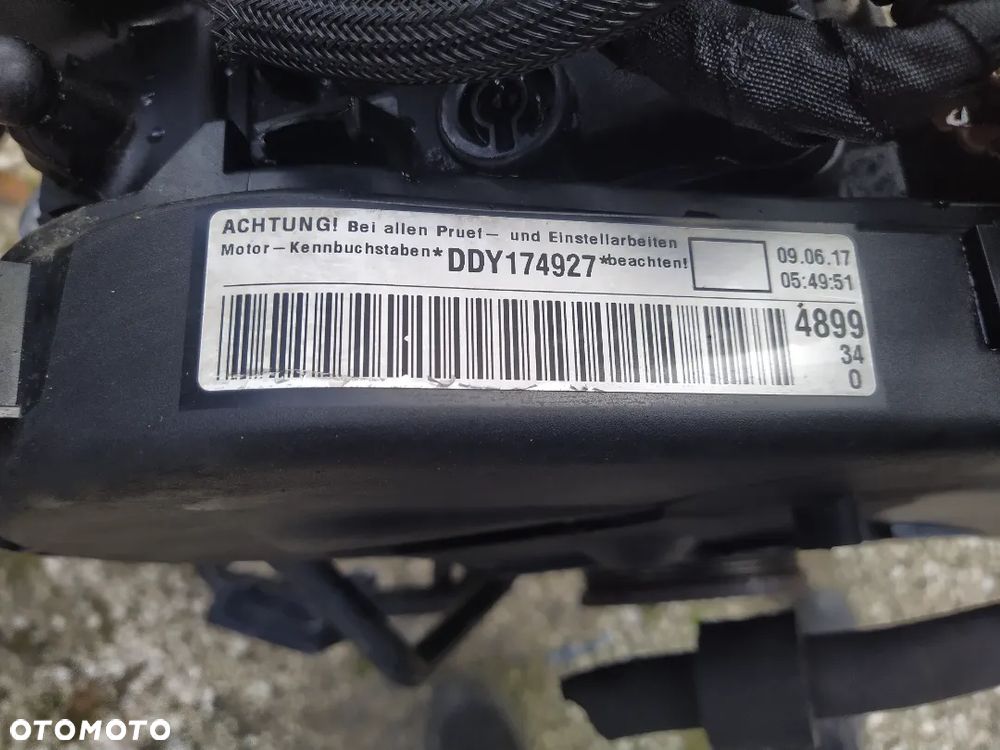 ACHTUNG! Bei allen Pruef- und Einstellarbeiten
Motor-Kennbuchstaben*DDY174927*beachten!
09.06.17
05:49:51
4899
34
0
OTOMOTO